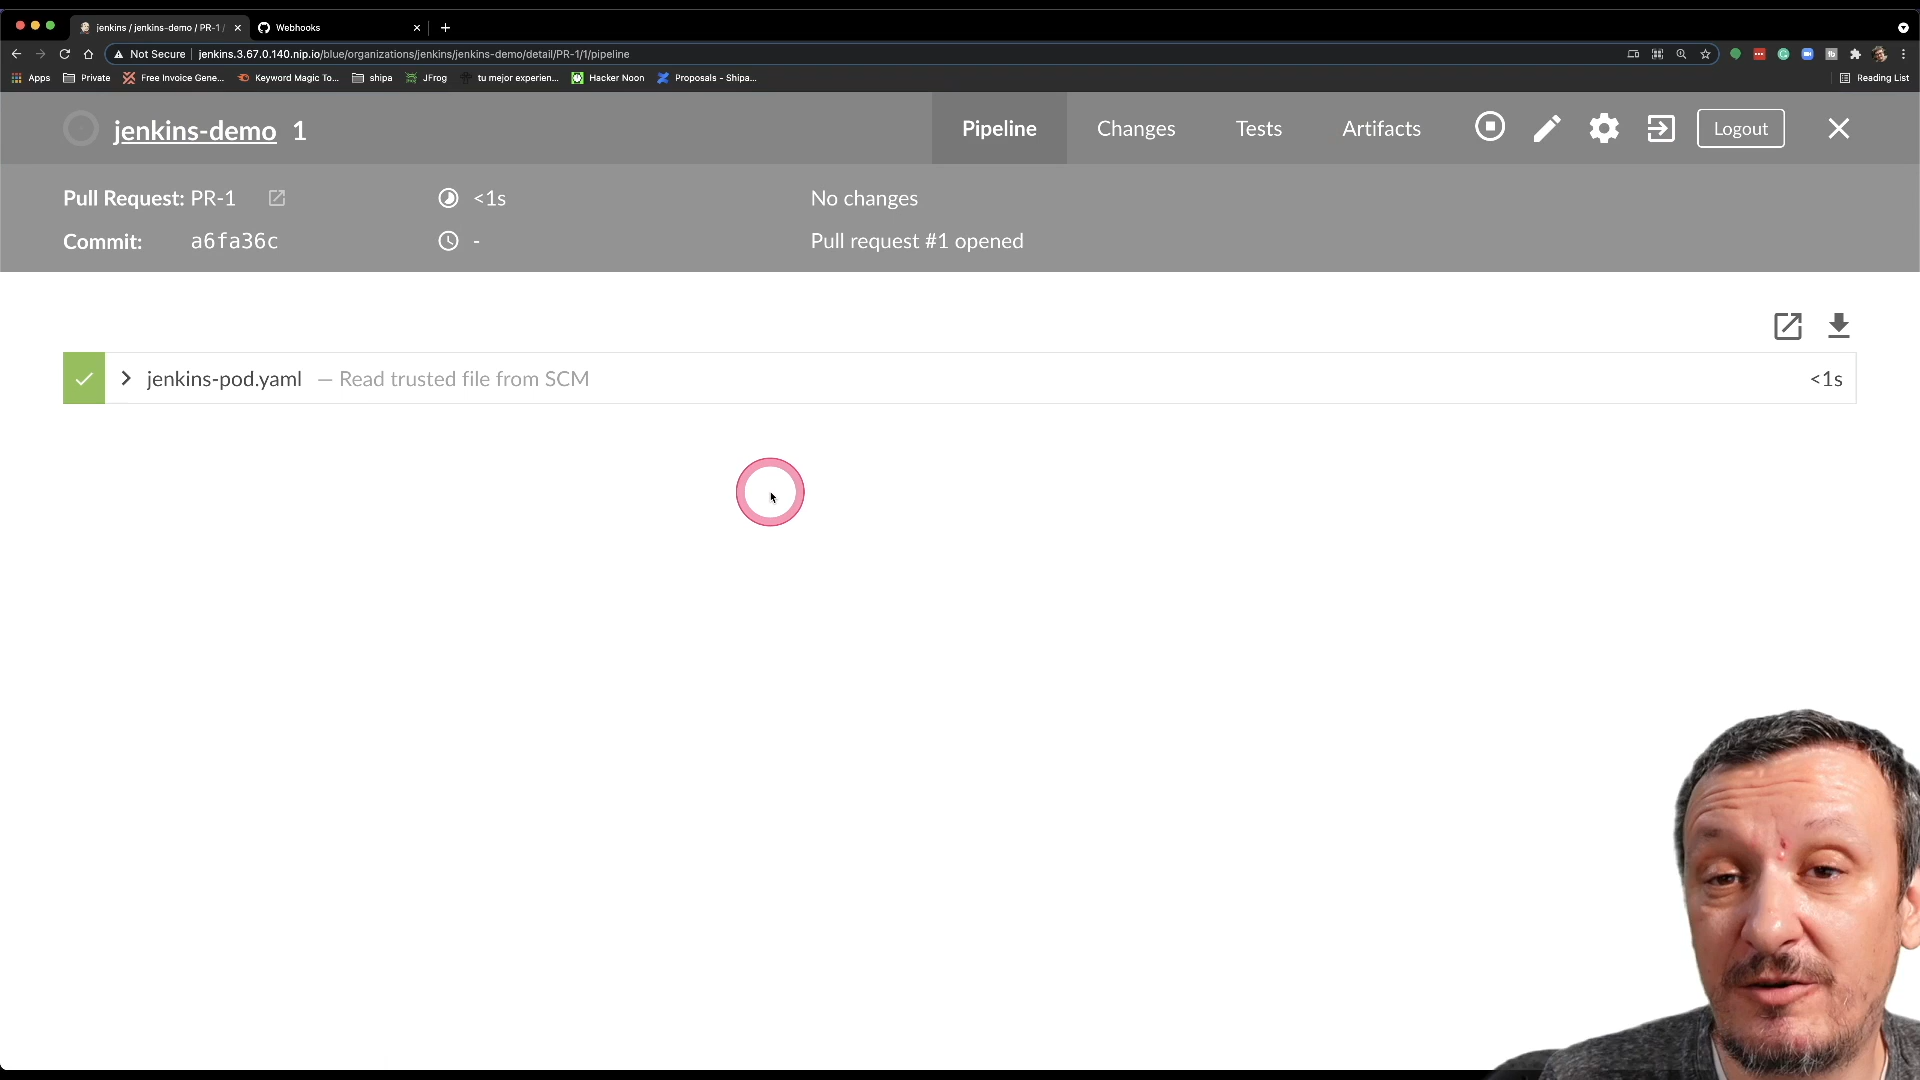 jenkins / jenkins-demo / PR-1 /
Webhooks
Not Secure
jenkins.3.67.0.140.nip.io/blue/organizations/jenkins/jenkins-demo/detail/PR-1/1/pipeline
Apps
Private
Free Invoice Gene...
Keyword Magic To...
shipa
JFrog
tu mejor experien...
Hacker Noon
Proposals - Shipa...
Reading List
jenkins-demo 1
Pipeline
Changes
Tests
Artifacts
Logout
Pull Request: PR-1
<1s
No changes
Commit: a6fa36c
-
Pull request #1 opened
jenkins-pod.yaml — Read trusted file from SCM
<1s